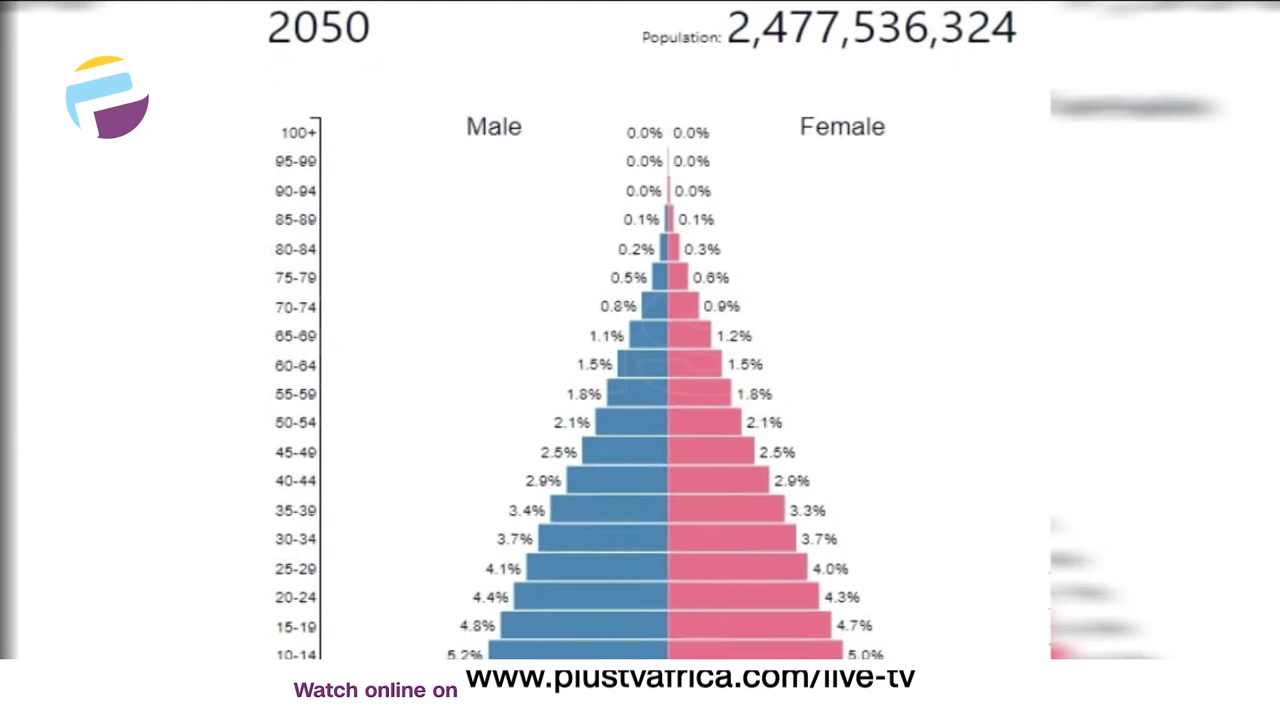 2050 Population: 2,477,536,324
Male Female
100+ 0.0% 0.0%
95-99 0.0% 0.0%
90-94 0.0% 0.0%
85-89 0.1% 0.1%
80-84 0.2% 0.3%
75-79 0.5% 0.6%
70-74 0.8% 0.9%
65-69 1.1% 1.2%
60-64 1.5% 1.5%
55-59 1.8% 1.8%
50-54 2.1% 2.1%
45-49 2.5% 2.5%
40-44 2.9% 2.9%
35-39 3.4% 3.3%
30-34 3.7% 3.7%
25-29 4.1% 4.0%
20-24 4.4% 4.3%
15-19 4.8% 4.7%
10-14 5.2% 5.0%
Watch online on www.plustvafrica.com/live-tv